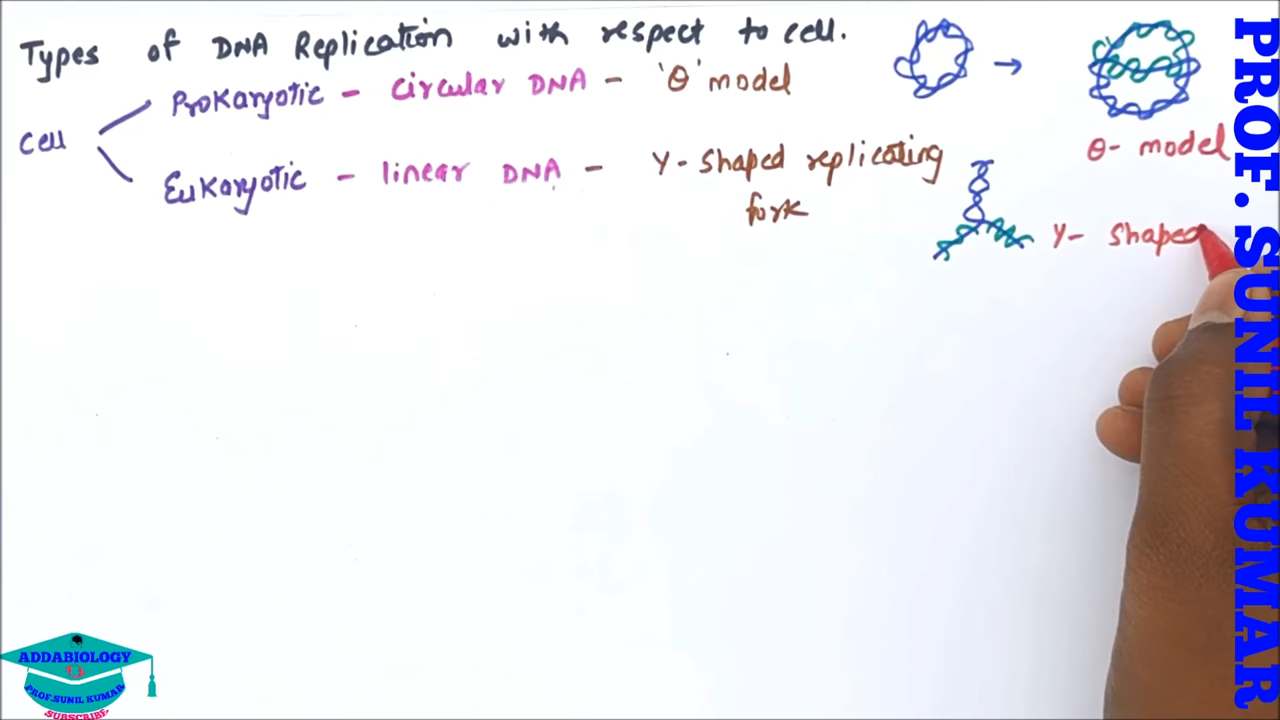 Types of DNA Replication with respect to cell.
Prokaryotic - circular DNA - 'θ' model
Cell
Eukaryotic - linear DNA - Y-shaped replicating
fork
θ- model
Y- shaped
PROF. SUNIL KUMAR
ADDABIOLOGY
PROF.SUNIL KUMAR
SUBSCRIBE